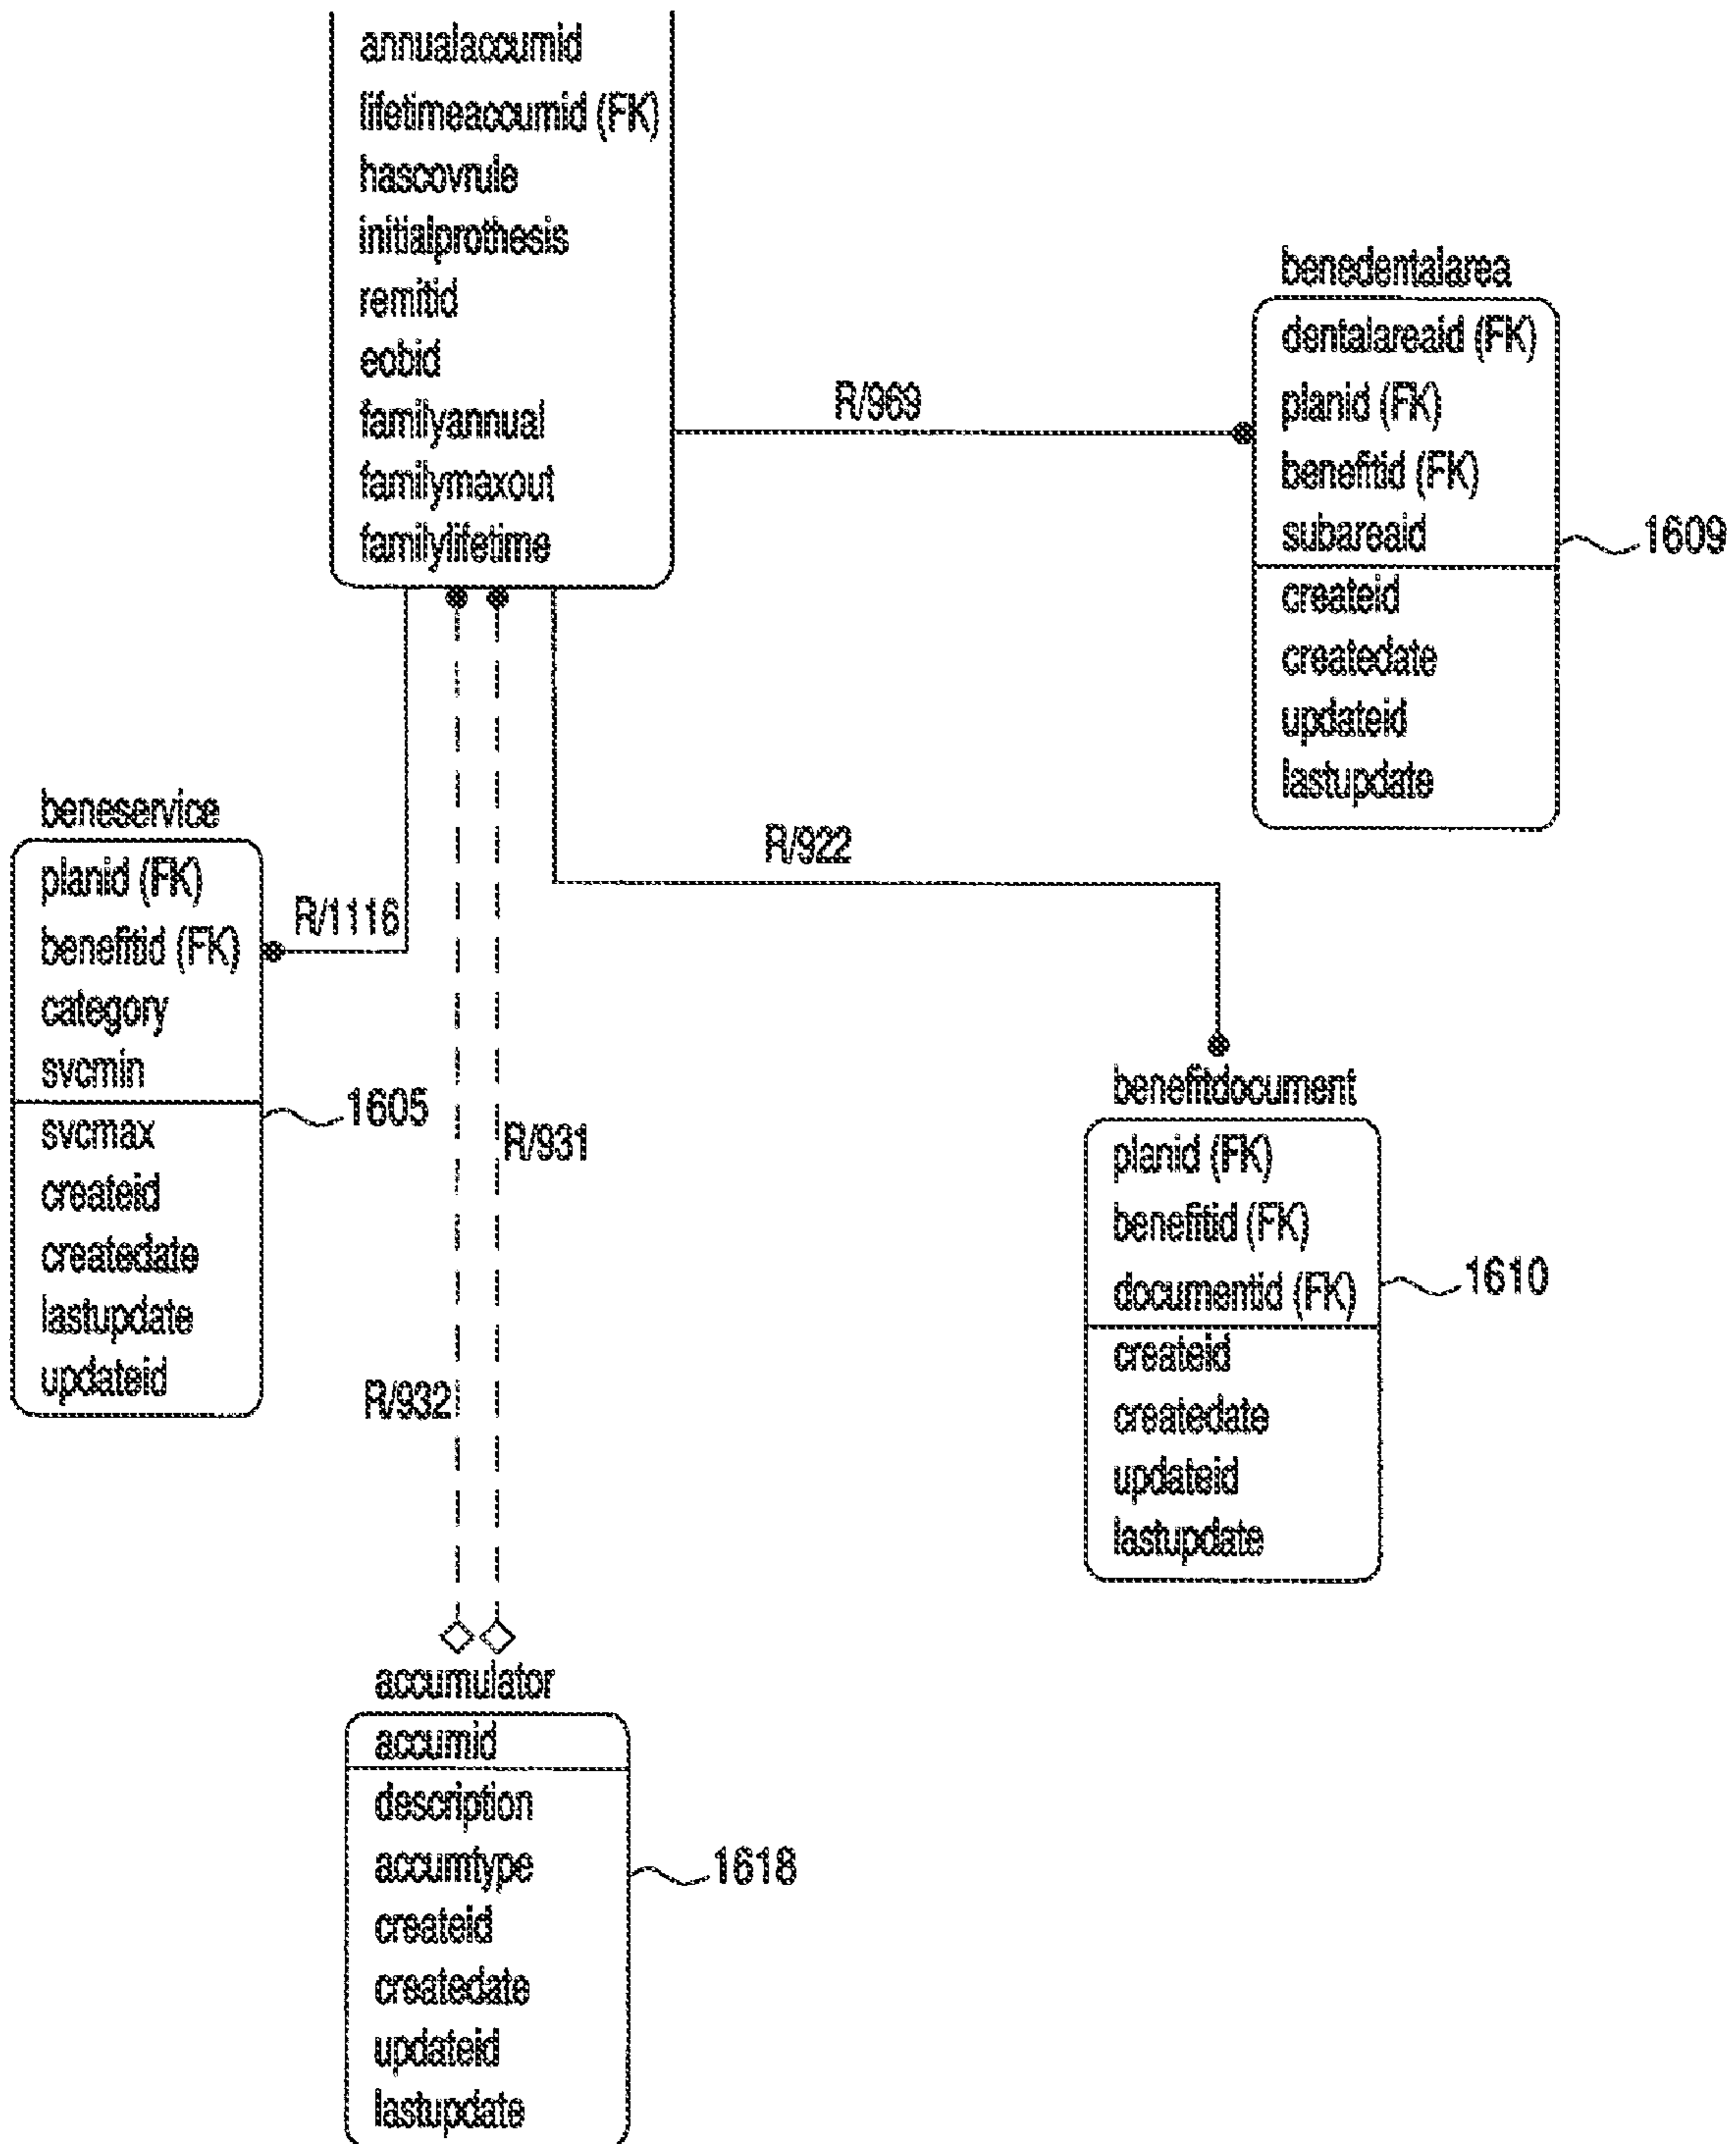 annualaccumid
lifetimeaccumid (FK)
hascovrule
initialprothesis
remitid
eobid
familyannual
familymaxout
familylifetime
R/969
benedentalarea
dentalareaid (FK)
planid (FK)
benefitid (FK)
subareaid
1609
createid
createdate
updateid
lastupdate
beneservice
planid (FK)
benefitid (FK)
category
svcmin
1605
svcmax
createid
createdate
lastupdate
updateid
R/1116
R/922
R/931
R/932
benefitdocument
planid (FK)
benefitid (FK)
documentid (FK)
1610
createid
createdate
updateid
lastupdate
accumulator
accumid
description
accumtype
1618
createid
createdate
updateid
lastupdate